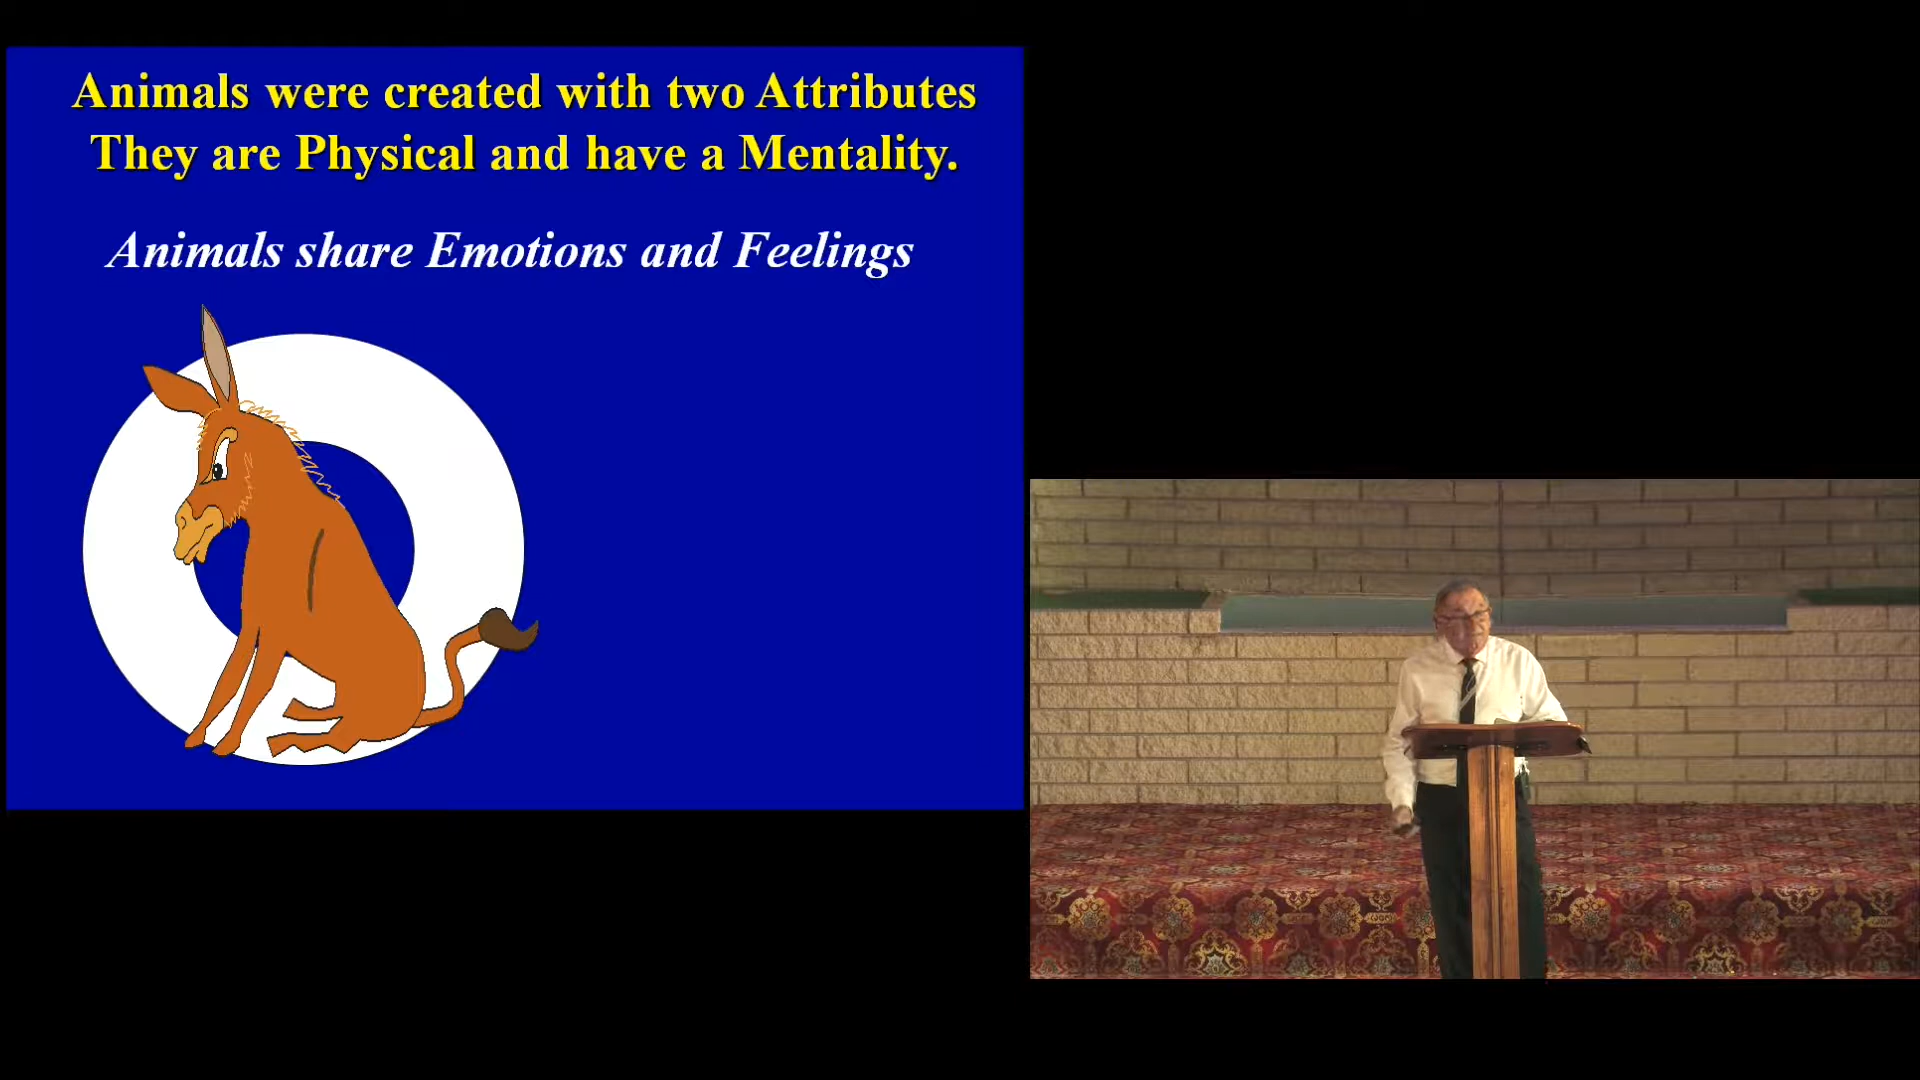 Animals were created with two Attributes
They are Physical and have a Mentality.
Animals share Emotions and Feelings